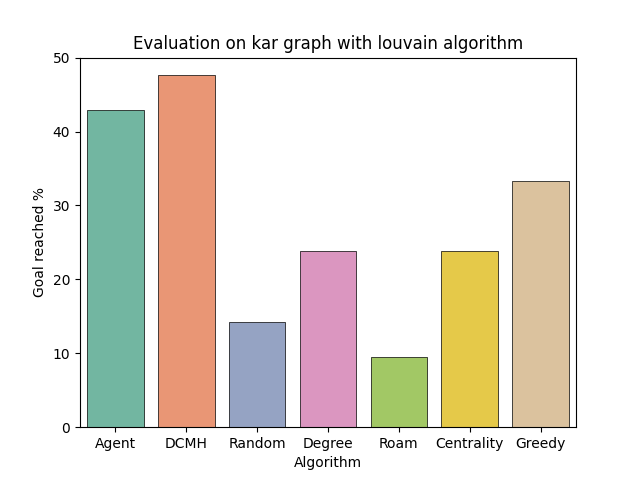 Evaluation on kar graph with louvain algorithm
50
40
30
20
10
0
Goal reached %
Agent DCMH Random Degree Roam Centrality Greedy
Algorithm